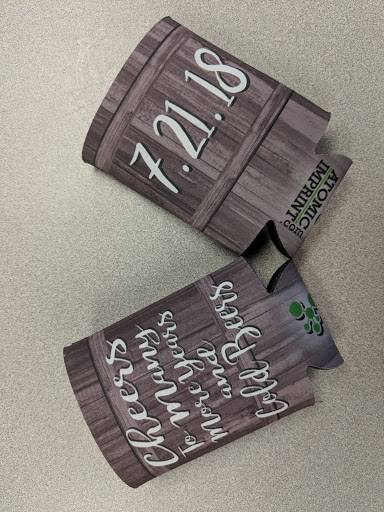 7.21.18
ATOMIC
IMPRINT
.com
Cheers
To Many
More years
and
Cold Beers